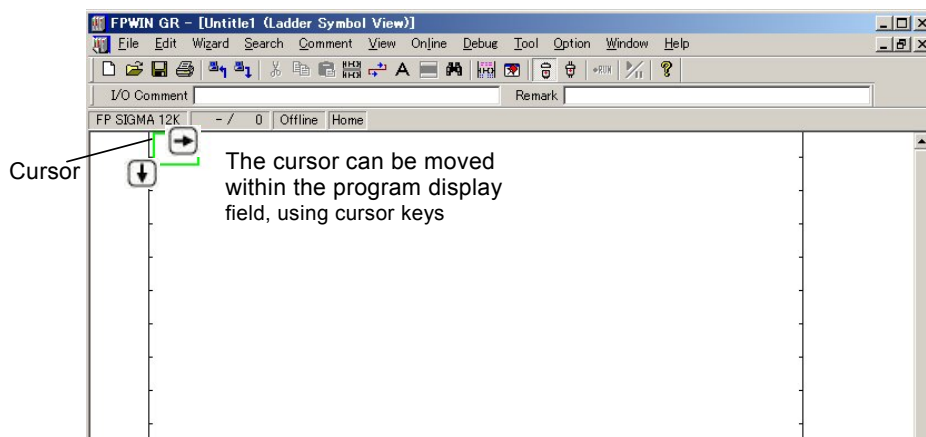 FPWIN GR - [Untitle1 (Ladder Symbol View)]
File Edit Wizard Search Comment View Online Debug Tool Option Window Help
I/O Comment Remark
FP SIGMA 12K - / 0 Offline Home
Cursor
The cursor can be moved
within the program display
field, using cursor keys